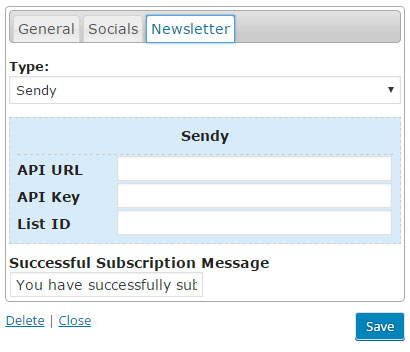 General Socials Newsletter
Type:
Sendy
Sendy
API URL
API Key
List ID
Successful Subscription Message
You have successfully sub
Delete | Close
Save